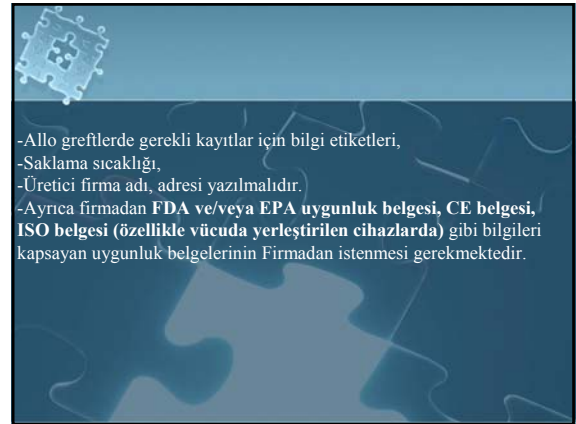 -Allo greftlerde gerekli kayıtlar için bilgi etiketleri,
-Saklama sıcaklığı,
-Üretici firma adı, adresi yazılmalıdır.
-Ayrıca firmadan FDA ve/veya EPA uygunluk belgesi, CE belgesi,
ISO belgesi (özellikle vücuda yerleştirilen cihazlarda) gibi bilgileri
kapsayan uygunluk belgelerinin Firmadan istenmesi gerekmektedir.